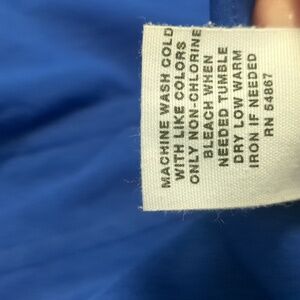 MACHINE WASH COLD
WITH LIKE COLORS
ONLY NON-CHLORINE
BLEACH WHEN
NEEDED TUMBLE
DRY LOW WARM
IRON IF NEEDED
RN 54867